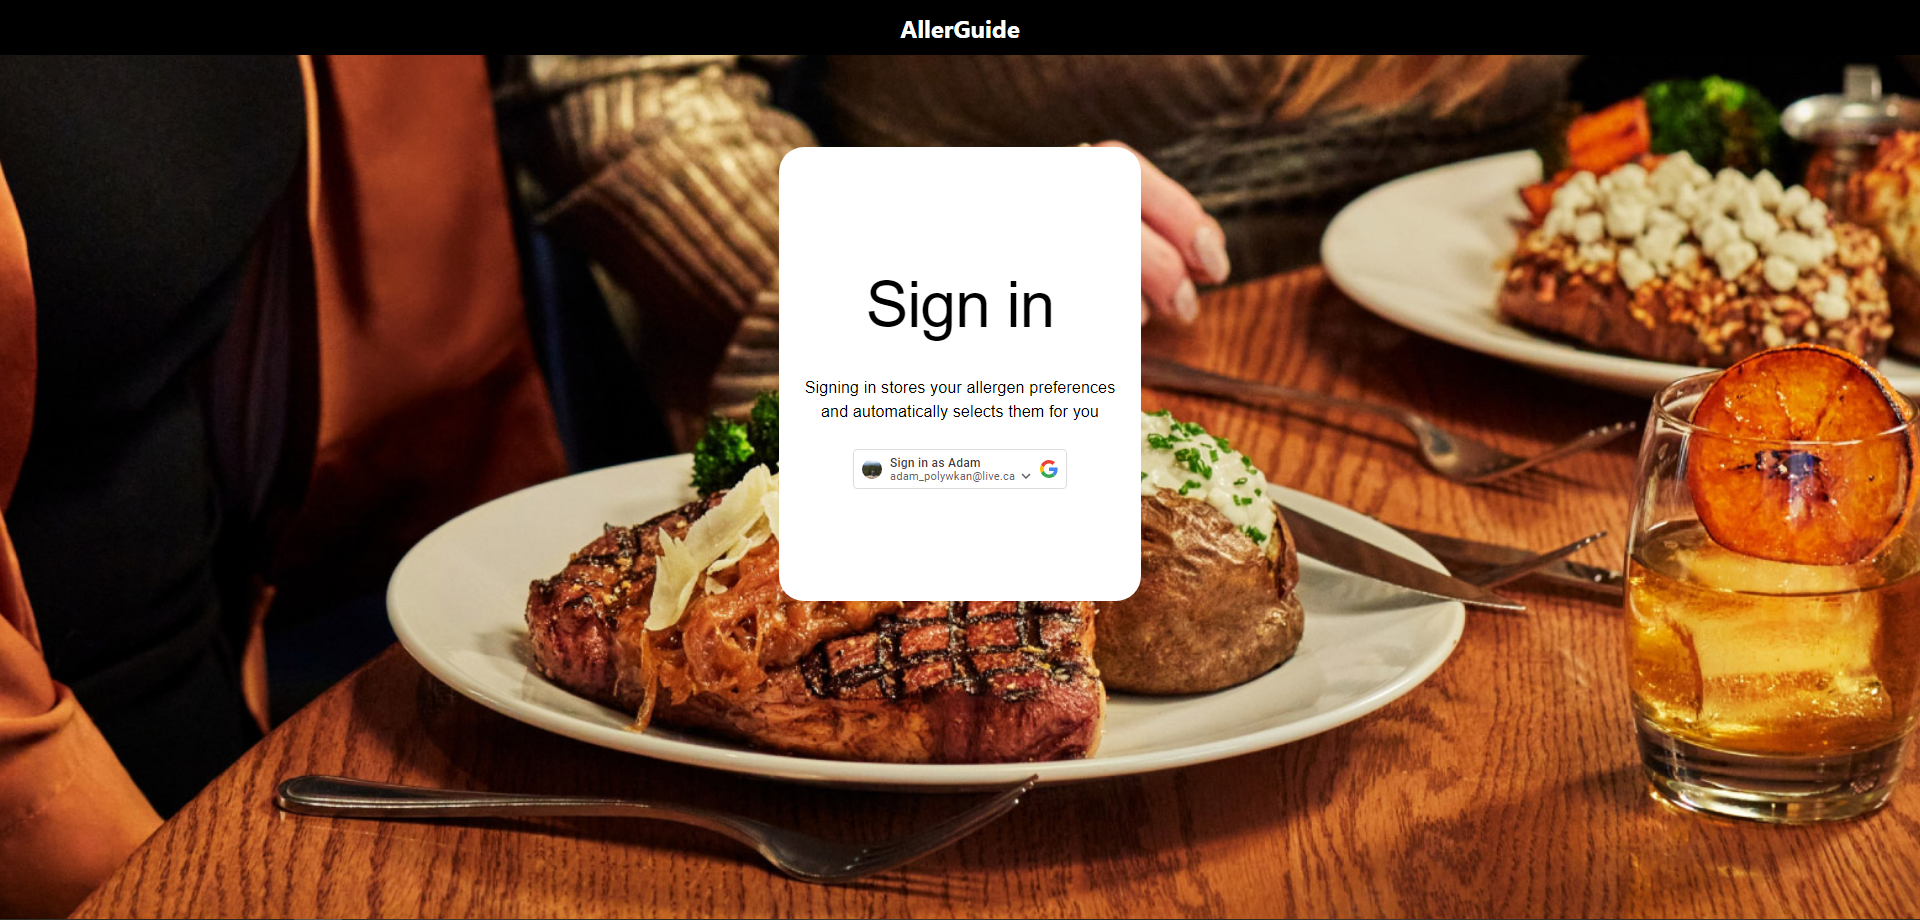 AllerGuide
Sign in
Signing in stores your allergen preferences
and automatically selects them for you
Sign in as Adam
adam_polywkan@live.ca